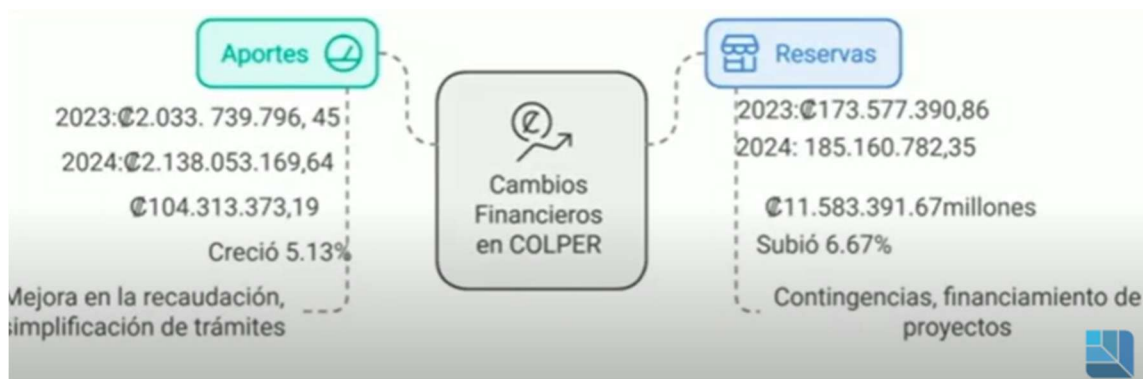 Aportes
2023:₡2.033. 739.796, 45
2024:₡2.138.053.169,64
₡104.313.373,19
Creció 5.13%
Mejora en la recaudación,
simplificación de trámites
Cambios
Financieros
en COLPER
Reservas
2023:₡173.577.390,86
2024: 185.160.782,35
₡11.583.391.67millones
Subió 6.67%
Contingencias, financiamiento de
proyectos